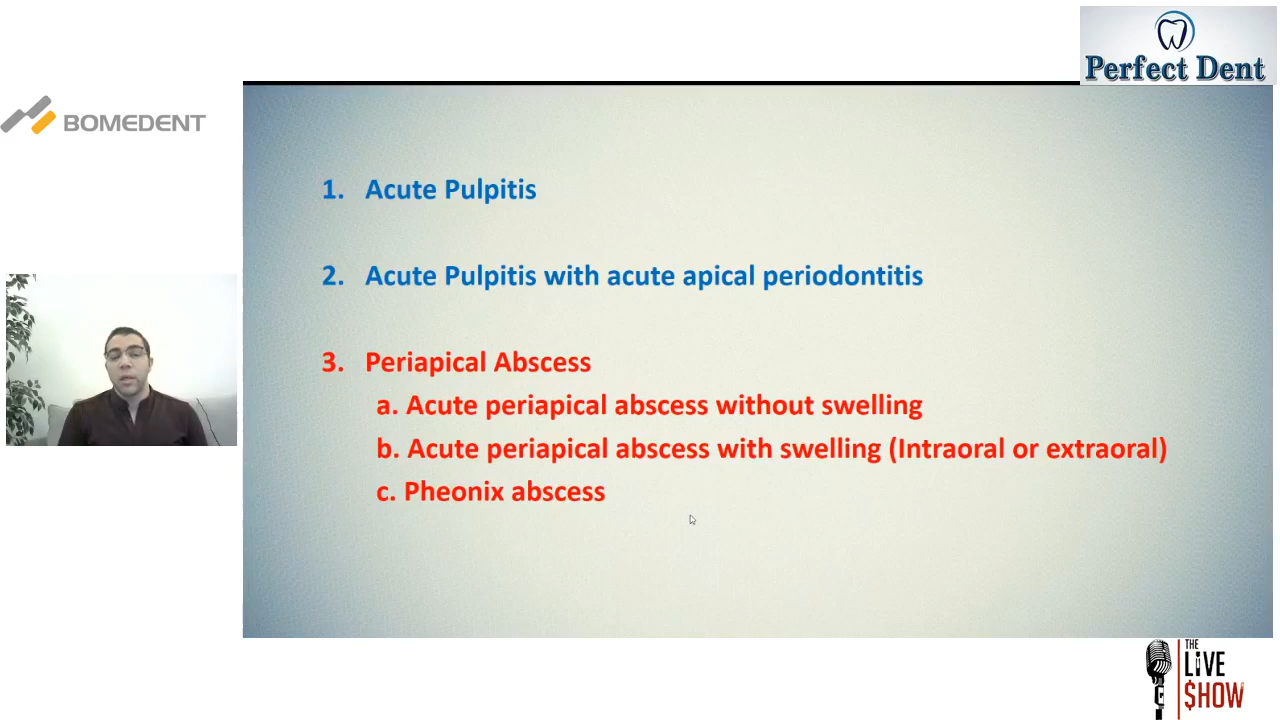 Perfect Dent
BOMEDENT
1. Acute Pulpitis
2. Acute Pulpitis with acute apical periodontitis
3. Periapical Abscess
a. Acute periapical abscess without swelling
b. Acute periapical abscess with swelling (Intraoral or extraoral)
c. Pheonix abscess
THE
LiVE
$HOW